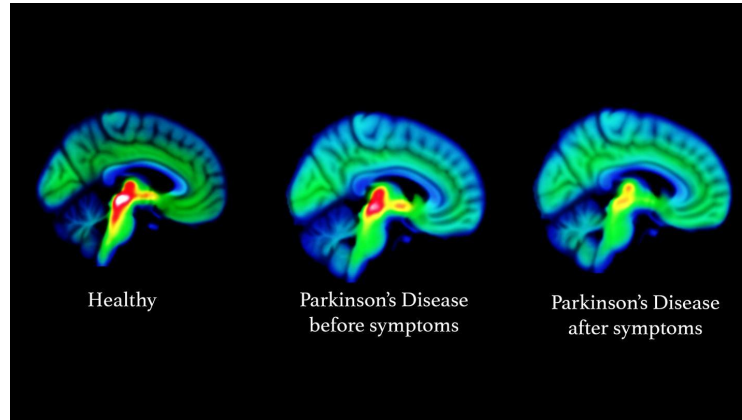 Healthy
Parkinson's Disease
before symptoms
Parkinson's Disease
after symptoms